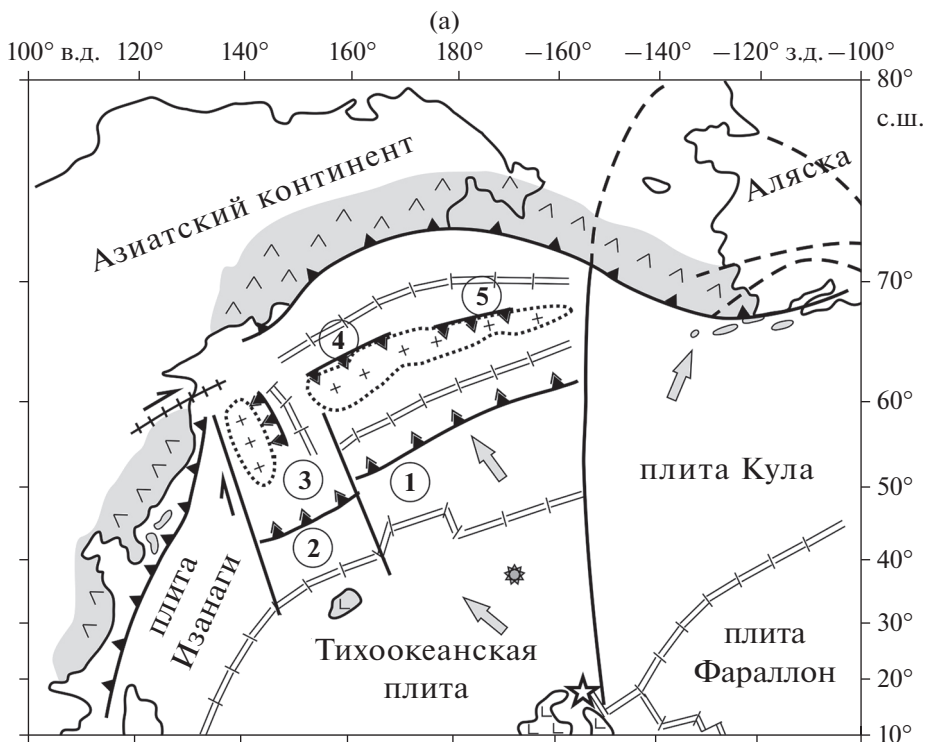 (а)
100° в.д. 120° 140° 160° 180° −160° −140° −120° з.д. −100°
80°
с.ш.
Азиатский континент
Аляска
70°
5
4
60°
плита Кула
3
1
50°
2
40°
плита
Изанаги
30°
Тихоокеанская
плита
плита
Фараллон
20°
10°